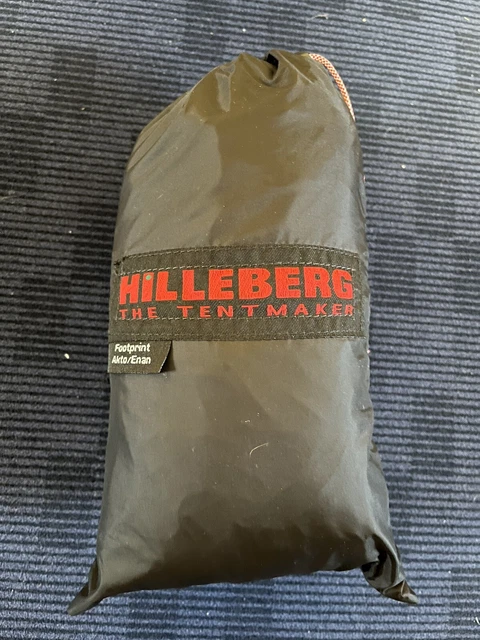 HiLLEBERG
THE TENTMAKER
Footprint
Akto/Enan